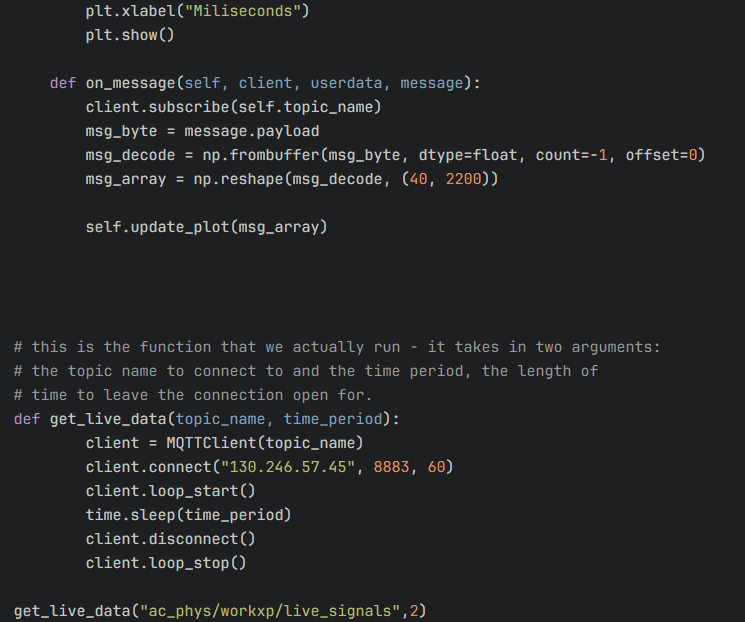 plt.xlabel("Miliseconds")
plt.show()
def on_message(self, client, userdata, message):
client.subscribe(self.topic_name)
msg_byte = message.payload
msg_decode = np.frombuffer(msg_byte, dtype=float, count=-1, offset=0)
msg_array = np.reshape(msg_decode, (40, 2200))
self.update_plot(msg_array)
# this is the function that we actually run - it takes in two arguments:
# the topic name to connect to and the time period, the length of
# time to leave the connection open for.
def get_live_data(topic_name, time_period):
client = MQTTClient(topic_name)
client.connect("130.246.57.45", 8883, 60)
client.loop_start()
time.sleep(time_period)
client.disconnect()
client.loop_stop()
get_live_data("ac_phys/workxp/live_signals",2)